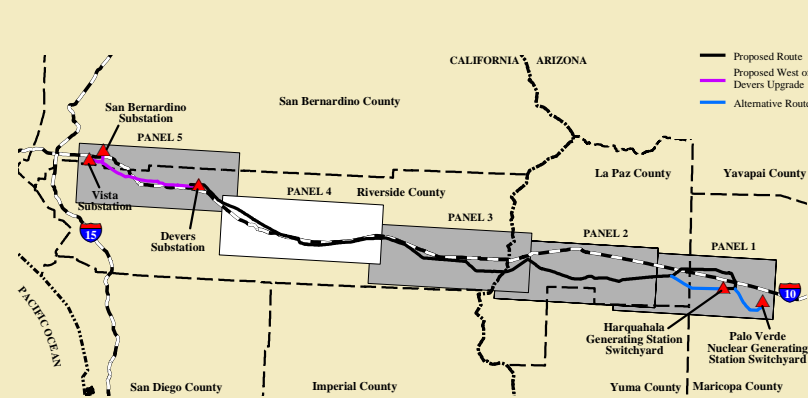 CALIFORNIA ARIZONA
Proposed Route
Proposed West of
Devers Upgrade
Alternative Route
San Bernardino County
San Bernardino
Substation
PANEL 5
La Paz County
Yavapai County
PANEL 4
Riverside County
Vista
Substation
PANEL 3
15
Devers
Substation
PANEL 2
PANEL 1
10
PACIFIC OCEAN
Harquahala
Generating Station
Switchyard
Palo Verde
Nuclear Generating
Station Switchyard
San Diego County
Imperial County
Yuma County
Maricopa County